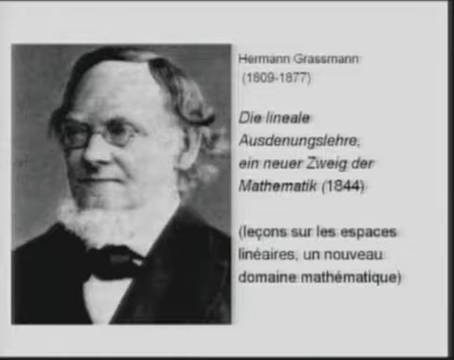 Hermann Grassmann
(1809-1877)
Die lineale
Ausdenungslehre,
ein neuer Zweig der
Mathematik (1844)
(leçons sur les espaces
linéaires, un nouveau
domaine mathématique)